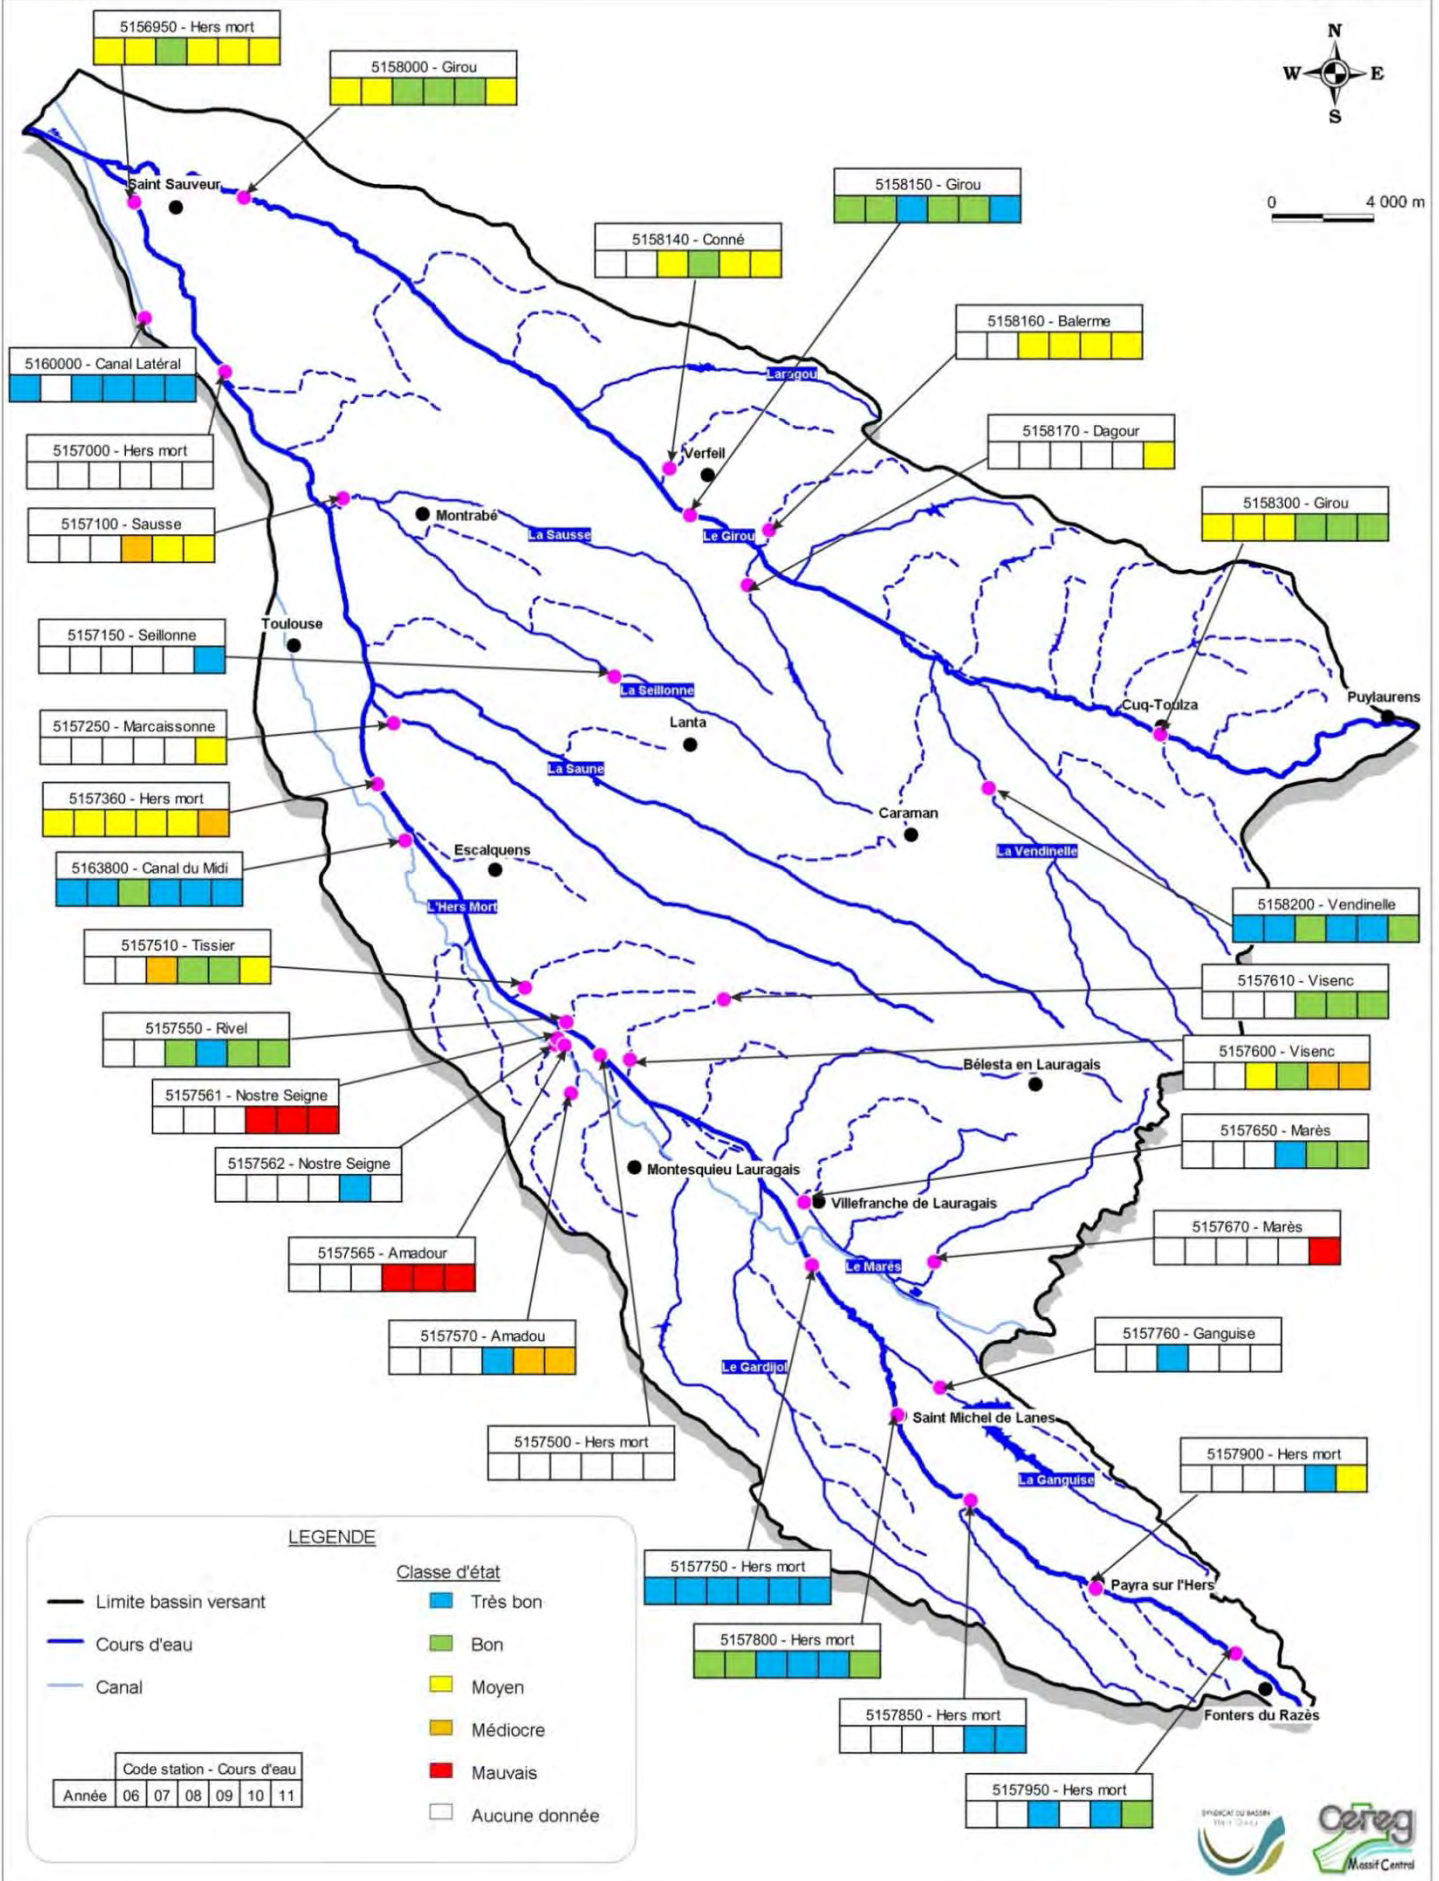 5156950 - Hers mort
5158000 - Girou
N
W E
S
0 4 000 m
5158150 - Girou
5158140 - Conné
Saint Sauveur
5158160 - Balerme
5160000 - Canal Latéral
Laragou
5158170 - Dagour
5157000 - Hers mort
Verfeil
5158300 - Girou
5157100 - Sausse
Montrabé
La Sausse
Le Girou
Toulouse
5157150 - Seillonne
La Seillonne
Puylaurens
Cuq-Toulza
Lanta
5157250 - Marcaissonne
La Saune
5157360 - Hers mort
Caraman
Escalquens
La Vendinelle
5163800 - Canal du Midi
L'Hers Mort
5158200 - Vendinelle
5157510 - Tissier
5157610 - Visenc
5157550 - Rivel
5157600 - Visenc
Bélesta en Lauragais
5157561 - Nostre Seigne
5157650 - Marès
5157562 - Nostre Seigne
Montesquieu Lauragais
Villefranche de Lauragais
5157670 - Marès
5157565 - Amadour
Le Marés
5157760 - Ganguise
5157570 - Amadou
Le Gardijol
Saint Michel de Lanes
5157500 - Hers mort
5157900 - Hers mort
La Ganguise
5157750 - Hers mort
Payra sur l'Hers
5157800 - Hers mort
5157850 - Hers mort
Fonters du Razès
5157950 - Hers mort
LEGENDE
Limite bassin versant
Cours d'eau
Canal
Classe d'état
Très bon
Bon
Moyen
Médiocre
Mauvais
Aucune donnée
Code station - Cours d'eau
Année 06 07 08 09 10 11
SYNDICAT DU BASSIN
Hers Girou
Cereg
Massif Central